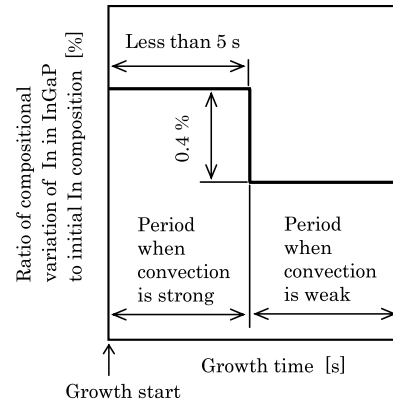 Ratio of compositional
variation of In in InGaP
to initial In composition [%]
Less than 5 s
0.4 %
Period
when
convection
is strong
Period
when
convection
is weak
Growth time [s]
Growth start